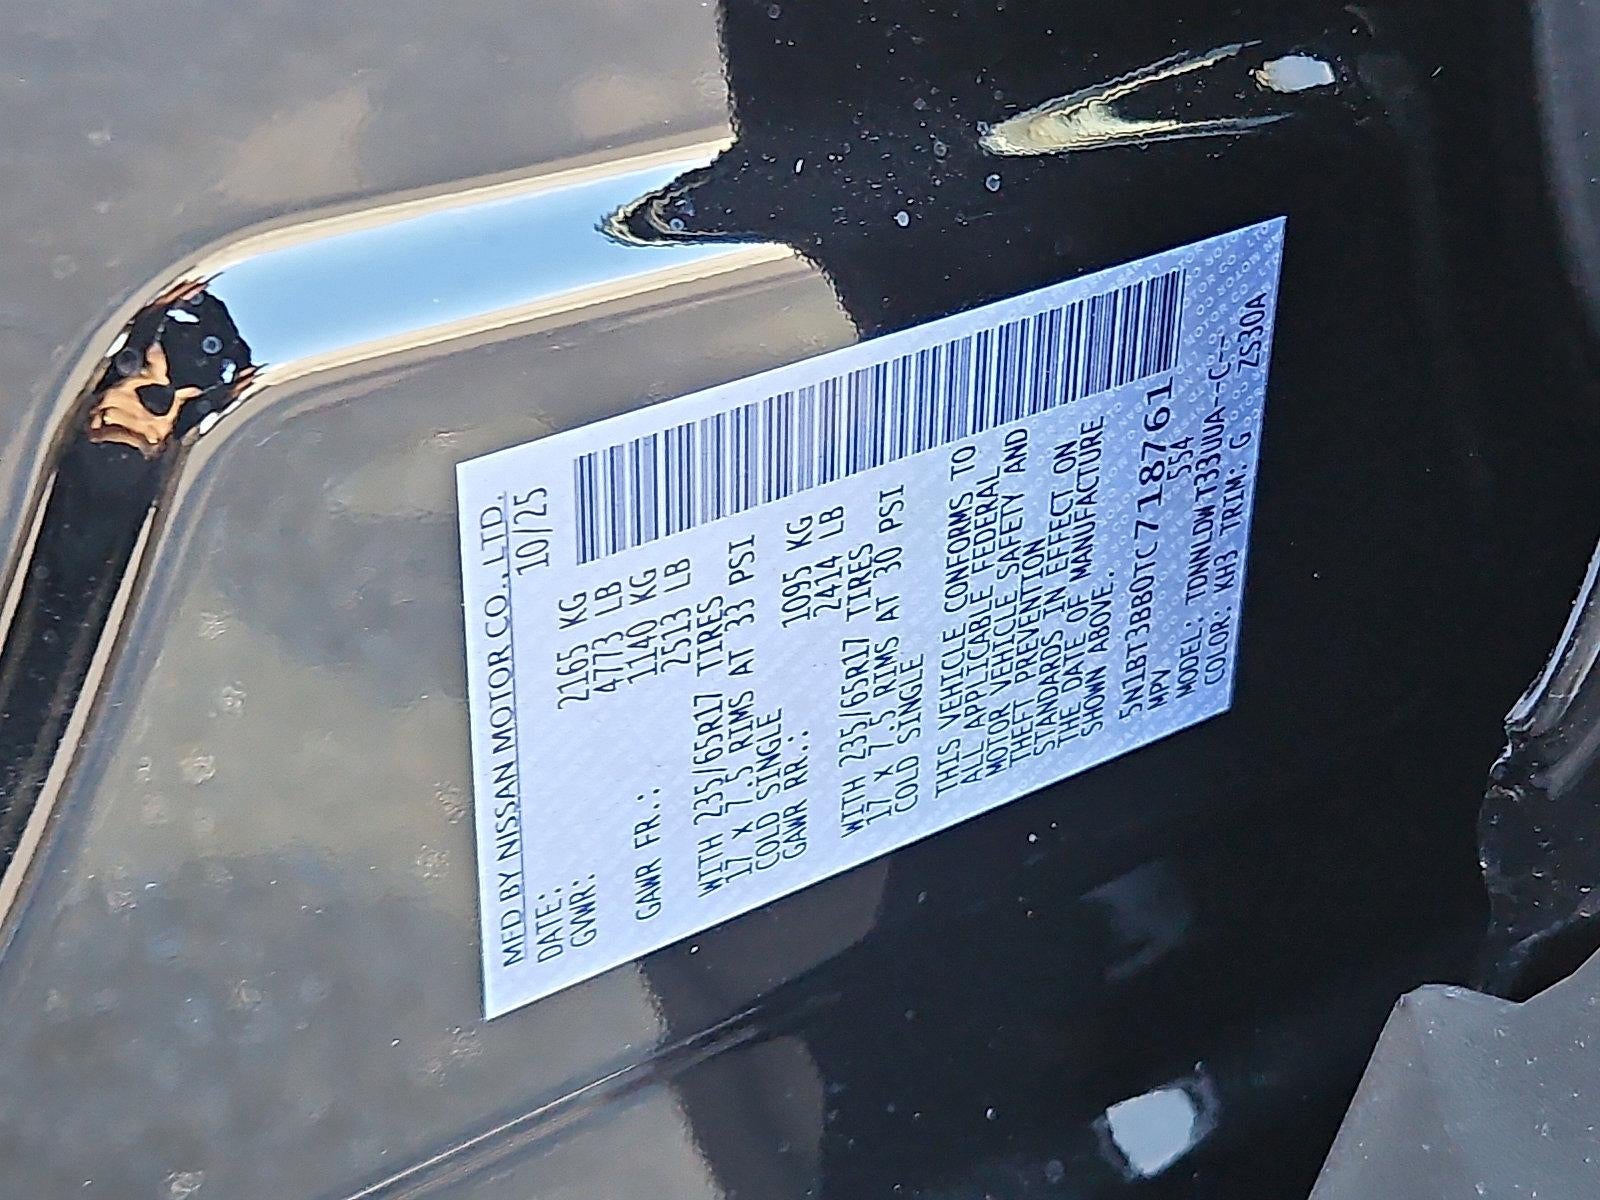 MFD BY NISSAN MOTOR CO., LTD.
DATE: 10/25
GVWR: 2165 KG
4773 LB
GAWR FR.: 1140 KG
2513 LB
WITH 235/65R17 TIRES
17 x 7.5 RIMS AT 33 PSI
COLD SINGLE
GAWR RR.: 1095 KG
2414 LB
WITH 235/65R17 TIRES
17 x 7.5 RIMS AT 30 PSI
COLD SINGLE
THIS VEHICLE CONFORMS TO
ALL APPLICABLE FEDERAL
MOTOR VEHICLE SAFETY AND
THEFT PREVENTION
STANDARDS IN EFFECT ON
THE DATE OF MANUFACTURE
SHOWN ABOVE.
5N1BT3BB0TC718761
MPV 554
MODEL: TDNNLDWT33UUA--C---
COLOR: KH3 TRIM: G ZS30A